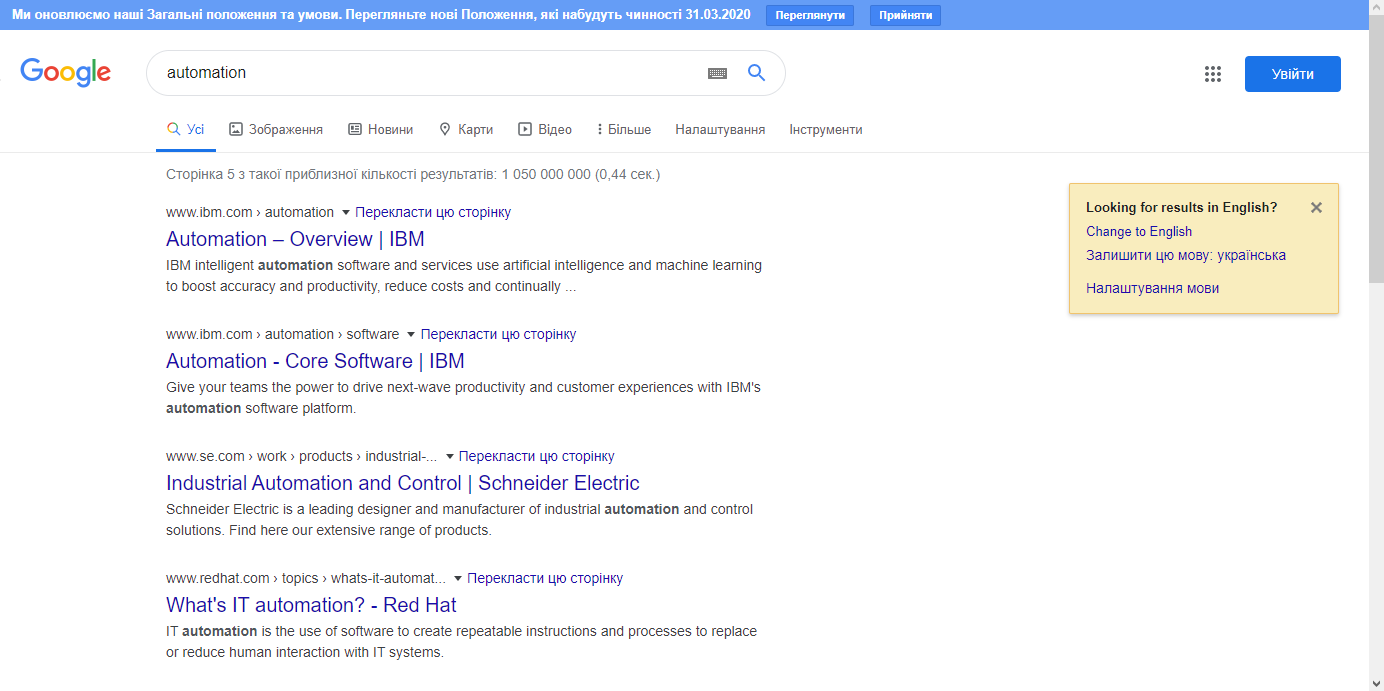 Ми оновлюємо наші Загальні положення та умови. Перегляньте нові Положення, які набудуть чинності 31.03.2020 Переглянути Прийняти
Google automation Увійти
Усі Зображення Новини Карти Відео Більше Налаштування Інструменти
Сторінка 5 з такої приблизної кількості результатів: 1 050 000 000 (0,44 сек.)
www.ibm.com › automation Перекласти цю сторінку
Automation – Overview | IBM
IBM intelligent automation software and services use artificial intelligence and machine learning
to boost accuracy and productivity, reduce costs and continually ...
www.ibm.com › automation › software Перекласти цю сторінку
Automation - Core Software | IBM
Give your teams the power to drive next-wave productivity and customer experiences with IBM's
automation software platform.
www.se.com › work › products › industrial-... Перекласти цю сторінку
Industrial Automation and Control | Schneider Electric
Schneider Electric is a leading designer and manufacturer of industrial automation and control
solutions. Find here our extensive range of products.
www.redhat.com › topics › whats-it-automat... Перекласти цю сторінку
What's IT automation? - Red Hat
IT automation is the use of software to create repeatable instructions and processes to replace
or reduce human interaction with IT systems.
Looking for results in English?
Change to English
Залишити цю мову: українська
Налаштування мови